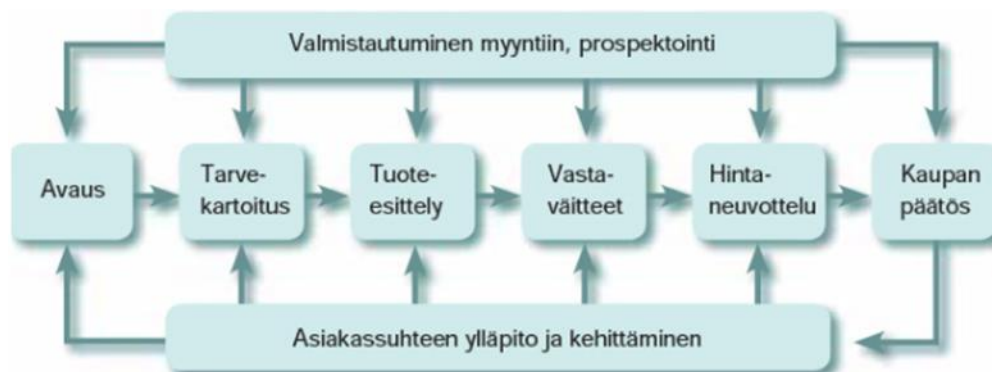 Valmistautuminen myyntiin, prospektointi
Avaus
Tarve-
kartoitus
Tuote-
esittely
Vasta-
väitteet
Hinta-
neuvottelu
Kaupan
päätös
Asiakassuhteen ylläpito ja kehittäminen